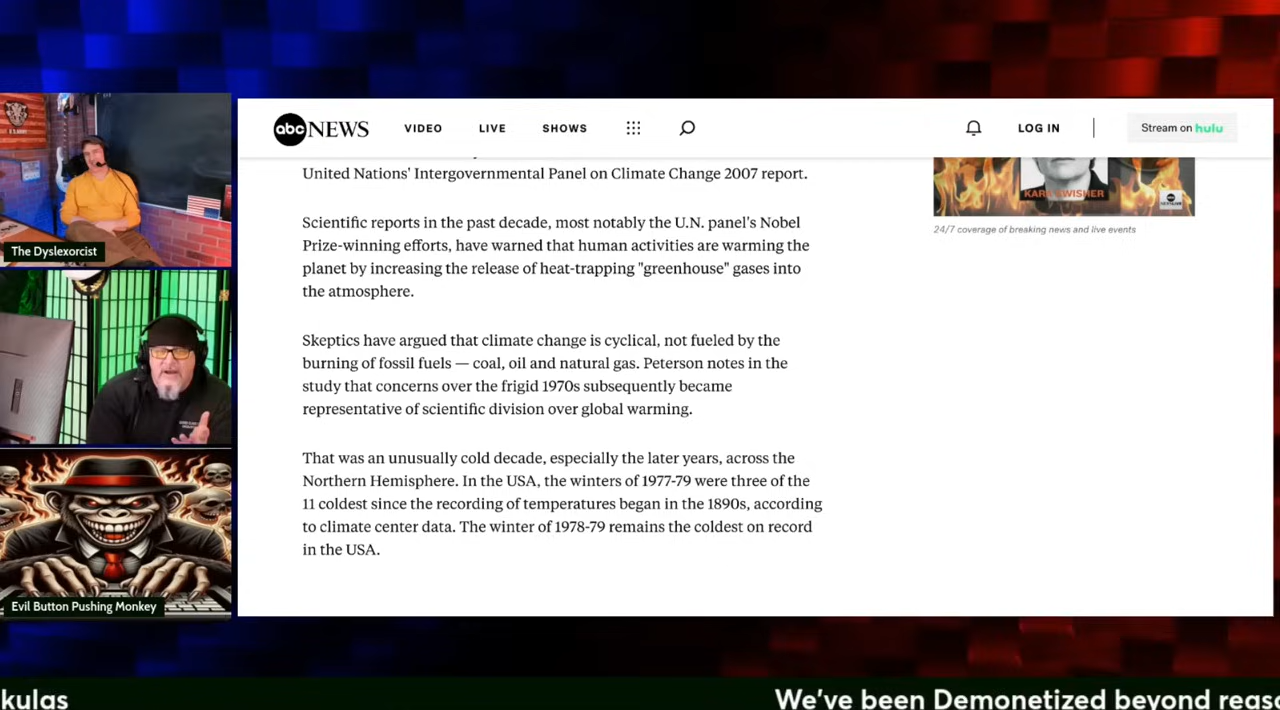 The Dyslexorcist
Evil Button Pushing Monkey
abc NEWS
VIDEO
LIVE
SHOWS
LOG IN
Stream on hulu
United Nations' Intergovernmental Panel on Climate Change 2007 report.
Scientific reports in the past decade, most notably the U.N. panel's Nobel
Prize-winning efforts, have warned that human activities are warming the
planet by increasing the release of heat-trapping "greenhouse" gases into
the atmosphere.
Skeptics have argued that climate change is cyclical, not fueled by the
burning of fossil fuels — coal, oil and natural gas. Peterson notes in the
study that concerns over the frigid 1970s subsequently became
representative of scientific division over global warming.
That was an unusually cold decade, especially the later years, across the
Northern Hemisphere. In the USA, the winters of 1977-79 were three of the
11 coldest since the recording of temperatures began in the 1890s, according
to climate center data. The winter of 1978-79 remains the coldest on record
in the USA.
KARA SWISHER
24/7 coverage of breaking news and live events
kulas
We've been Demonetized beyond reaso